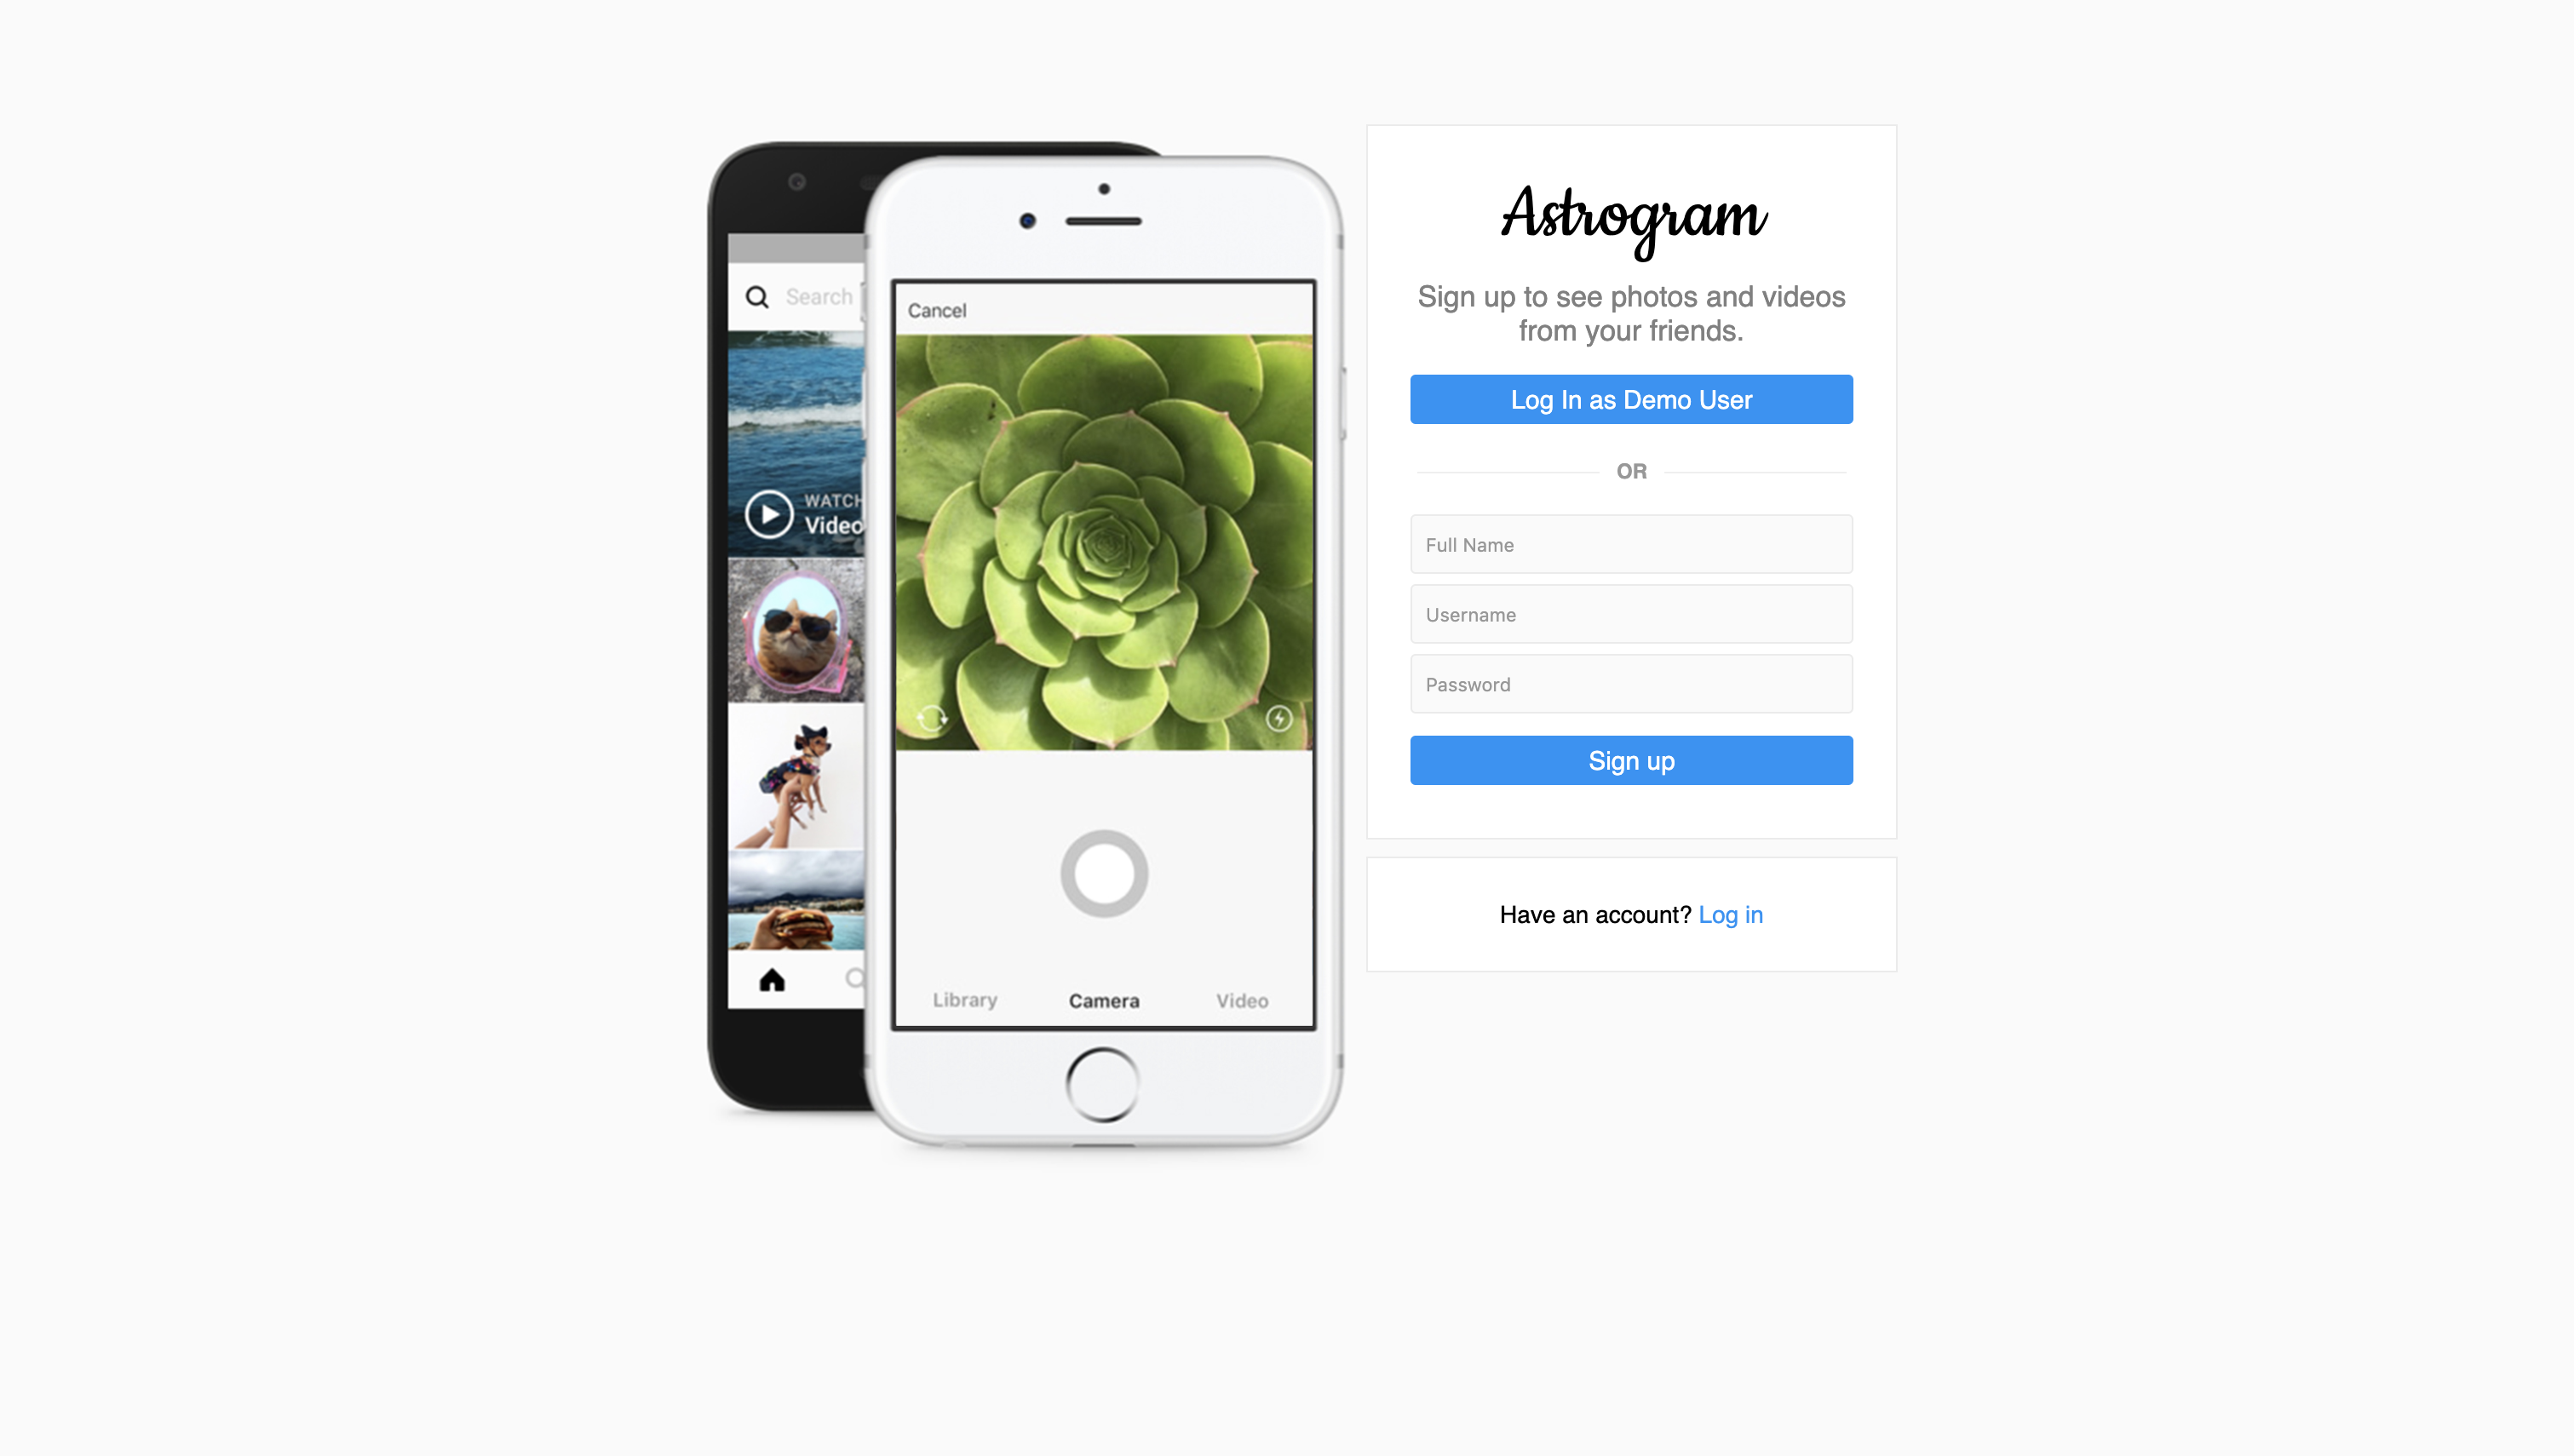 Search
WATCH
Video
Cancel
Library
Camera
Video
Astrogram
Sign up to see photos and videos
from your friends.
Log In as Demo User
OR
Full Name
Username
Password
Sign up
Have an account? Log in